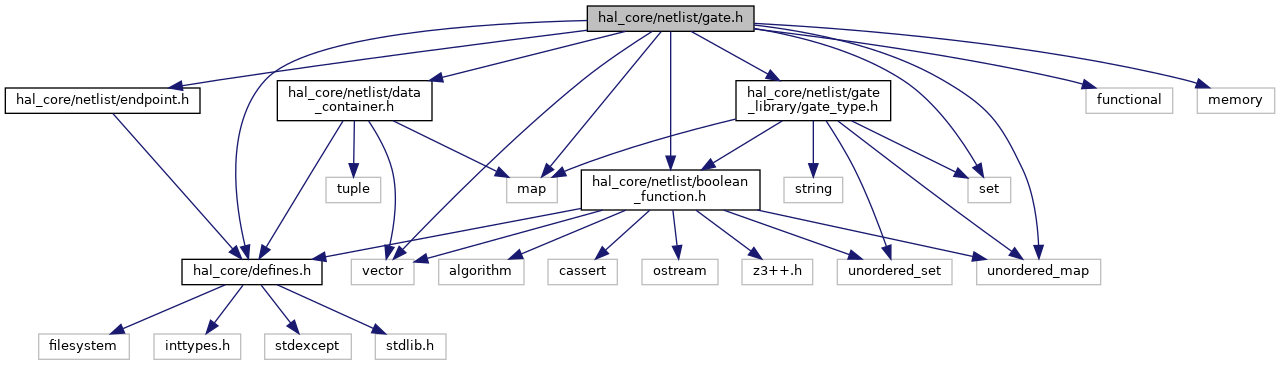 hal_core/netlist/gate.h
hal_core/netlist/endpoint.h
hal_core/netlist/data
_container.h
hal_core/netlist/gate
_library/gate_type.h
functional
memory
tuple
map
hal_core/netlist/boolean
_function.h
string
set
hal_core/defines.h
vector
algorithm
cassert
ostream
z3++.h
unordered_set
unordered_map
filesystem
inttypes.h
stdexcept
stdlib.h